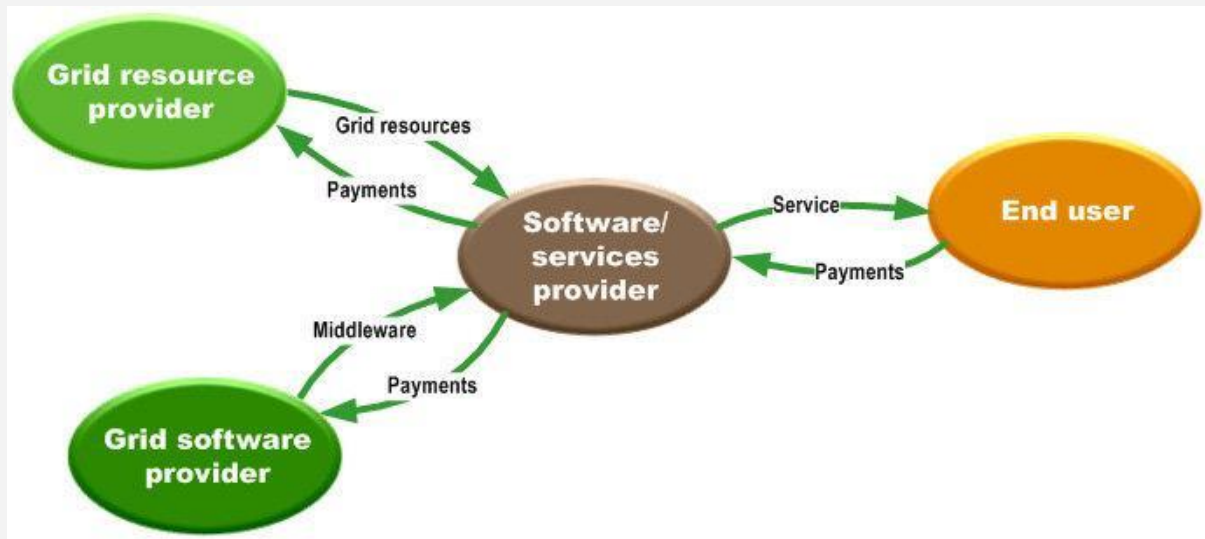 Grid resource
provider
Grid resources
Payments
Software/
services
provider
Service
Payments
End user
Middleware
Payments
Grid software
provider